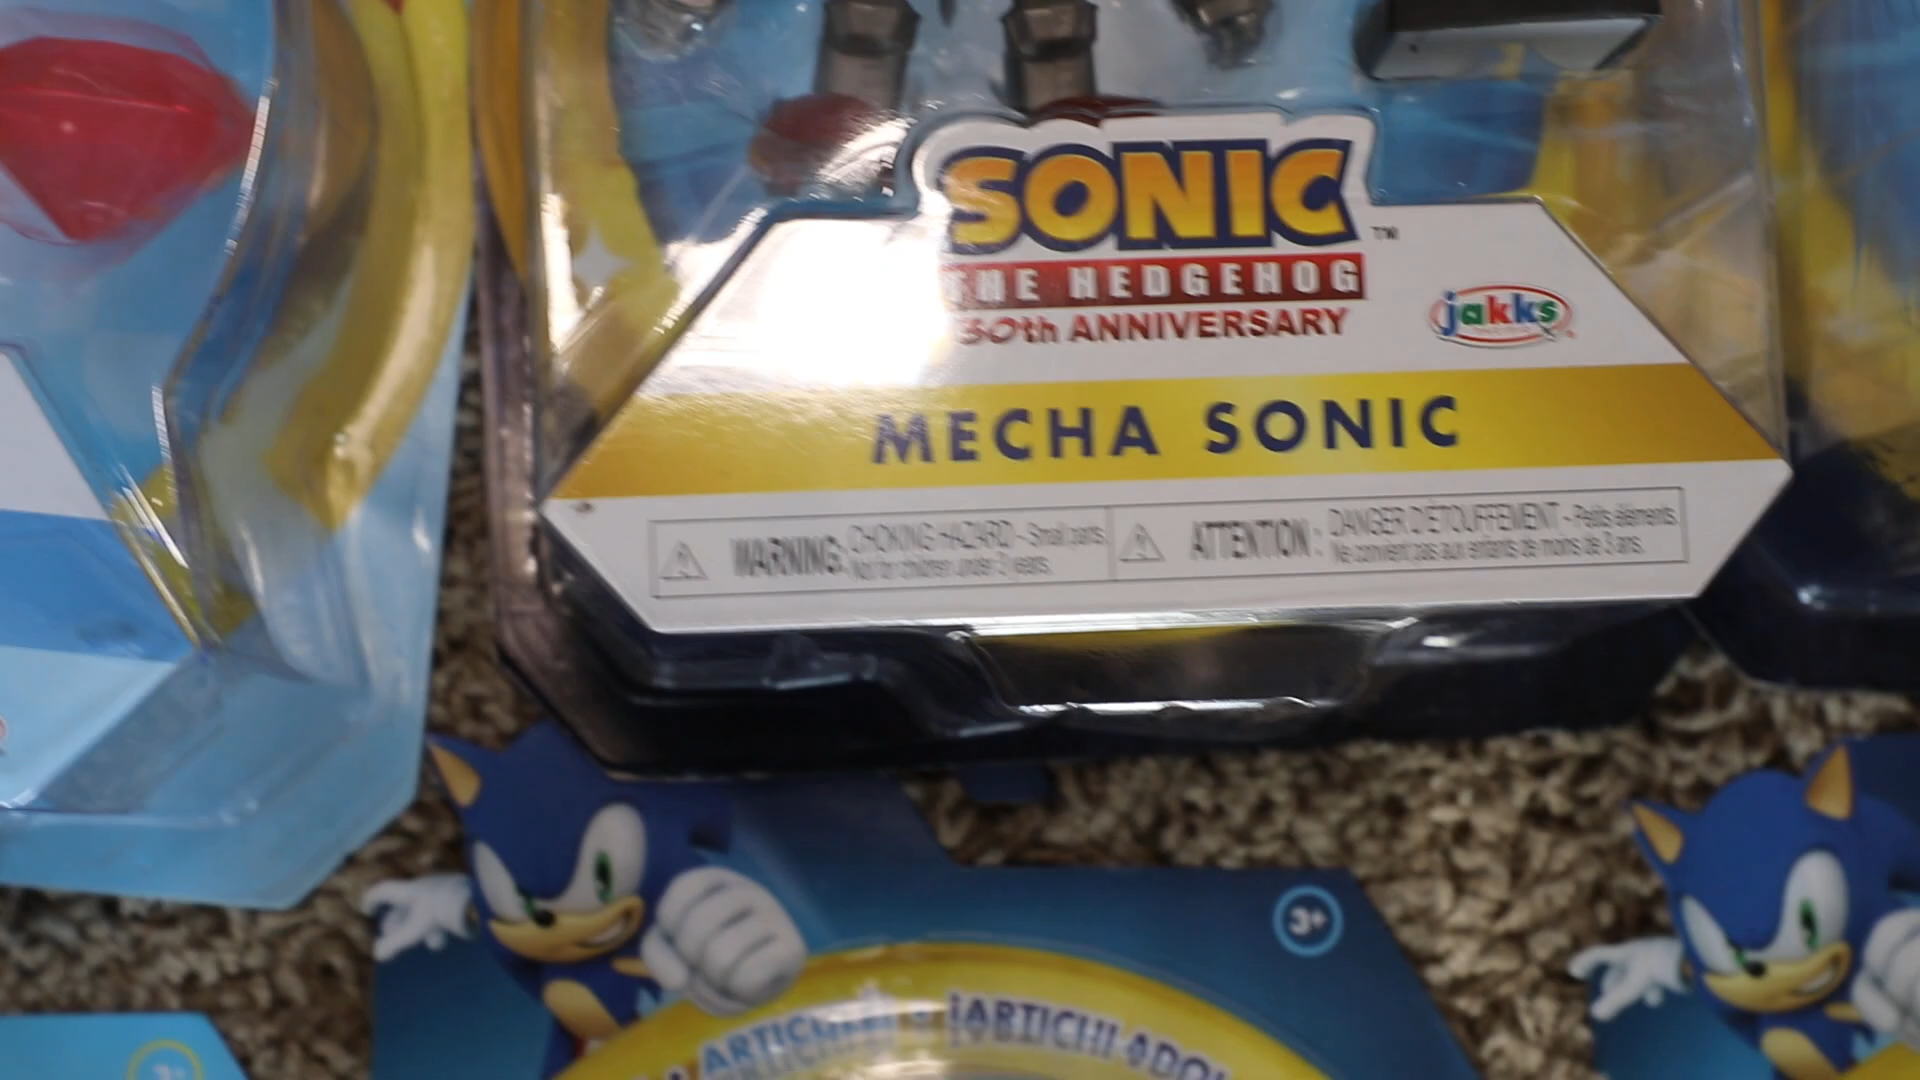 SONIC
™
THE HEDGEHOG
30th ANNIVERSARY
jakks
MECHA SONIC
WARNING: CHOKING HAZARD - Small parts.
Not for children under 3 years.
ATTENTION : DANGER D'ÉTOUFFEMENT - Petits éléments.
Ne convient pas aux enfants de moins de 3 ans.
3+